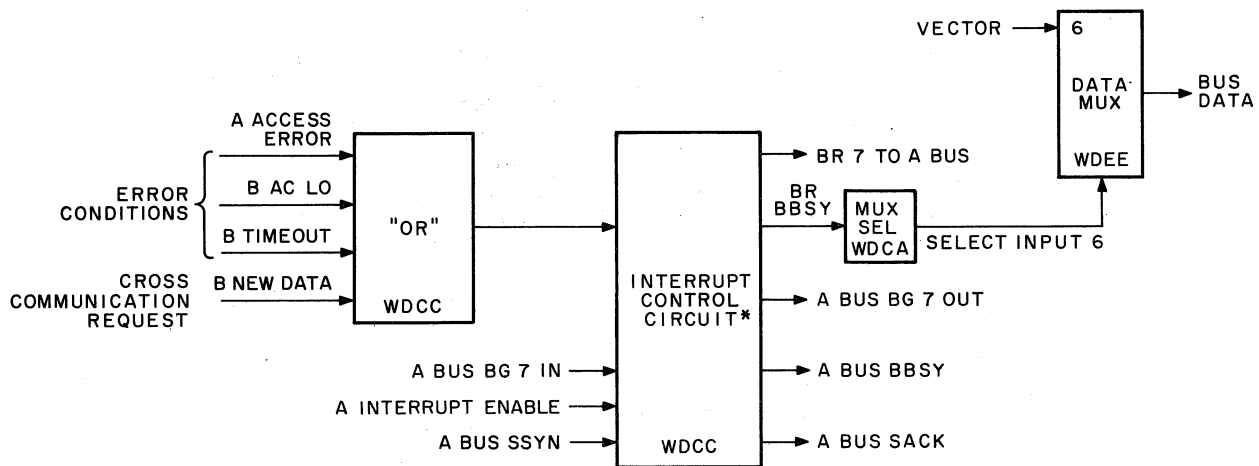 VECTOR
6
DATA
MUX
WDEE
BUS
DATA
A ACCESS
ERROR
B AC LO
B TIMEOUT
B NEW DATA
ERROR
CONDITIONS
CROSS
COMMUNICATION
REQUEST
"OR"
WDCC
A BUS BG 7 IN
A INTERRUPT ENABLE
A BUS SSYN
INTERRUPT
CONTROL
CIRCUIT*
WDCC
BR 7 TO A BUS
BR
BBSY
MUX
SEL
WDCA
SELECT INPUT 6
A BUS BG 7 OUT
A BUS BBSY
A BUS SACK